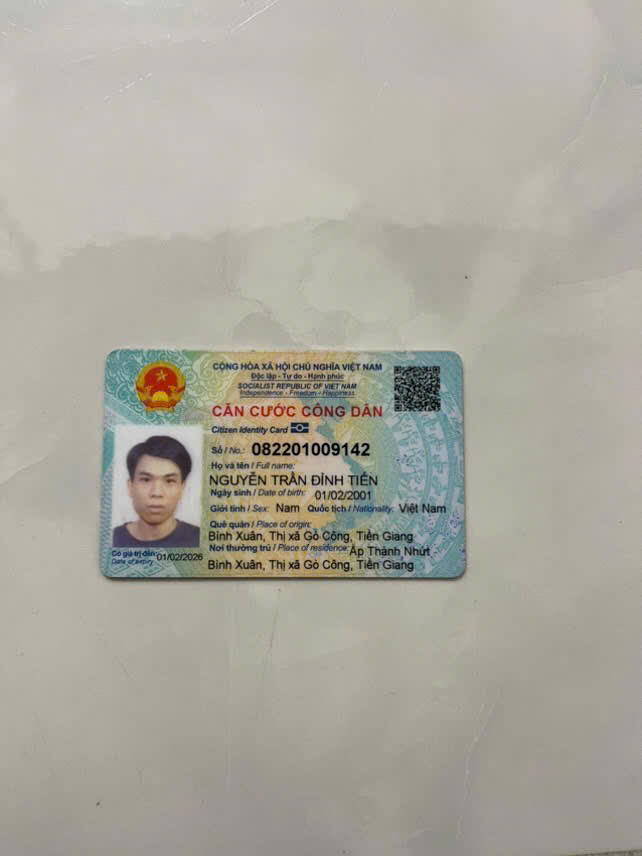 CỘNG HÒA XÃ HỘI CHỦ NGHĨA VIỆT NAM
Độc lập - Tự do - Hạnh phúc
SOCIALIST REPUBLIC OF VIET NAM
Independence - Freedom - Happiness
CĂN CƯỚC CÔNG DÂN
Citizen Identity Card
Số / No.: 082201009142
Họ và tên / Full name:
NGUYỄN TRẦN ĐÌNH TIẾN
Ngày sinh / Date of birth: 01/02/2001
Giới tính / Sex: Nam Quốc tịch / Nationality: Việt Nam
Quê quán / Place of origin:
Bình Xuân, Thị xã Gò Công, Tiền Giang
Nơi thường trú / Place of residence: Ấp Thành Nhứt
Bình Xuân, Thị xã Gò Công, Tiền Giang
Có giá trị đến: 01/02/2026
Date of expiry